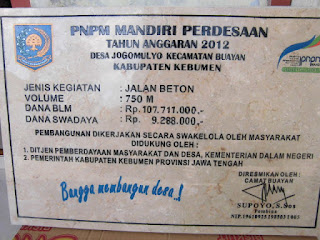 PNPM MANDIRI PERDESAAN
TAHUN ANGGARAN 2012
DESA JOGOMULYO KECAMATAN BUAYAN
KABUPATEN KEBUMEN
pnpm
JENIS KEGIATAN : JALAN BETON
VOLUME : 750 M
DANA BLM : Rp. 107.711.000,-
DANA SWADAYA : Rp. 9.288.000,-
PEMBANGUNAN DIKERJAKAN SECARA SWAKELOLA OLEH MASYARAKAT
DIDUKUNG OLEH :
1. DITJEN PEMBERDAYAAN MASYARAKAT DAN DESA, KEMENTERIAN DALAM NEGERI
2. PEMERINTAH KABUPATEN KEBUMEN PROVINSI JAWA TENGAH
Bangga membangun desa..!
DIRESMIKAN OLEH :
CAMAT BUAYAN
SUPOYO, S.Sos
Pembina